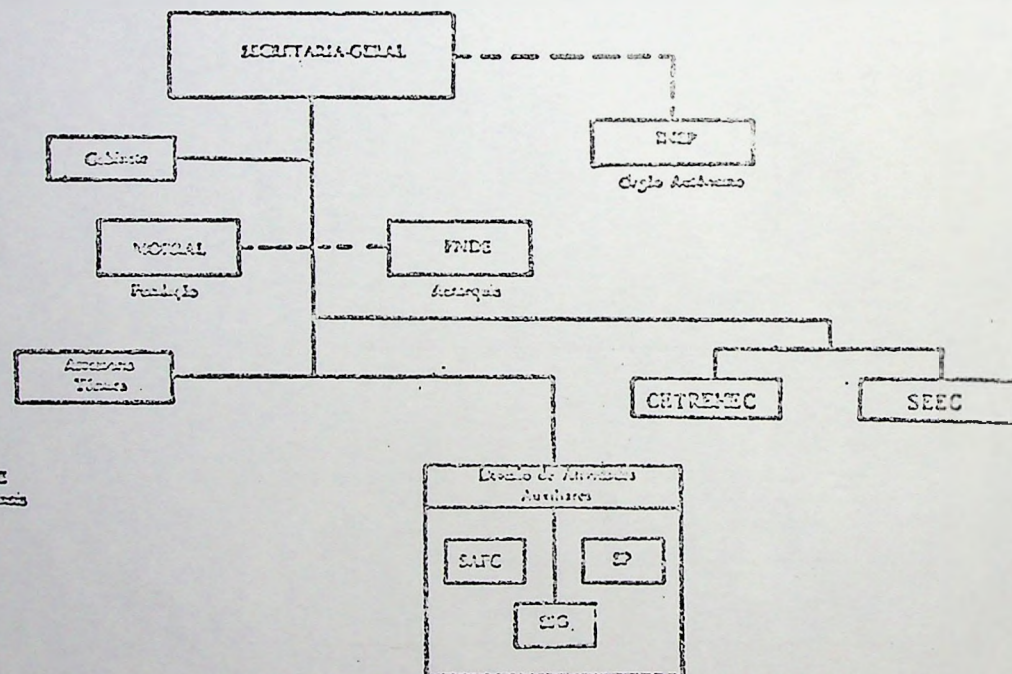 SECRETARIA-GERAL
INEP
Órgão Autônomo
Gabinete
MOBRAL
Fundação
FNDE
Autarquia
Assessoria
Técnica
CETREMEC
SEEC
Divisão de Atividades
Auxiliares
SAFC
SP
SSG